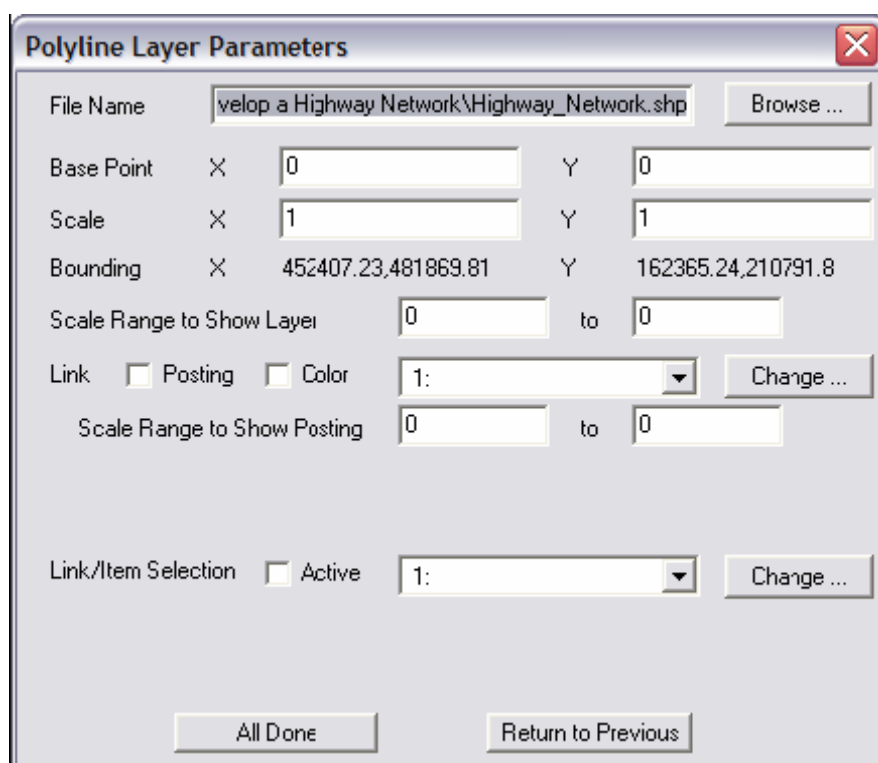 Polyline Layer Parameters
File Name velop a Highway Network\Highway_Network.shp Browse ...
Base Point X 0 Y 0
Scale X 1 Y 1
Bounding X 452407.23,481869.81 Y 162365.24,210791.8
Scale Range to Show Layer 0 to 0
Link Posting Color 1: Change ...
Scale Range to Show Posting 0 to 0
Link/Item Selection Active 1: Change ...
All Done Return to Previous